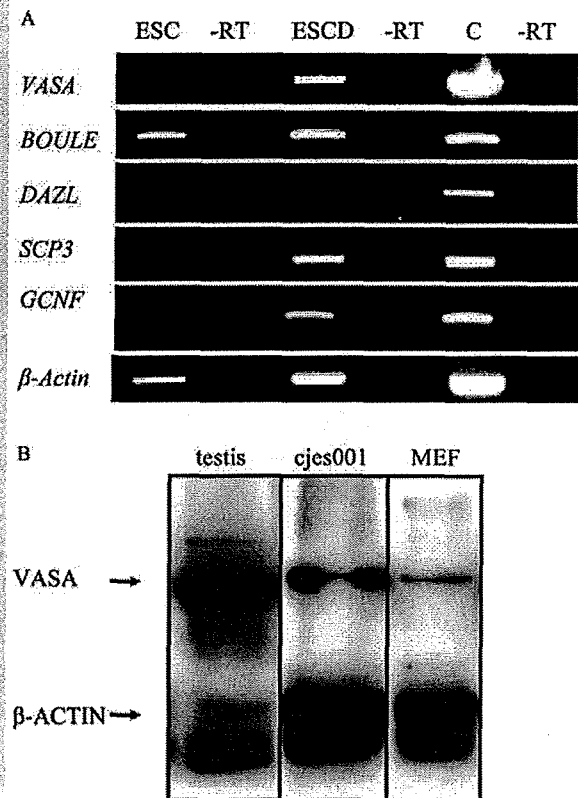 A
ESC -RT ESCD -RT C -RT
VASA
BOULE
DAZL
SCP3
GCNF
β-Actin
B
testis cjes001 MEF
VASA
β-ACTIN